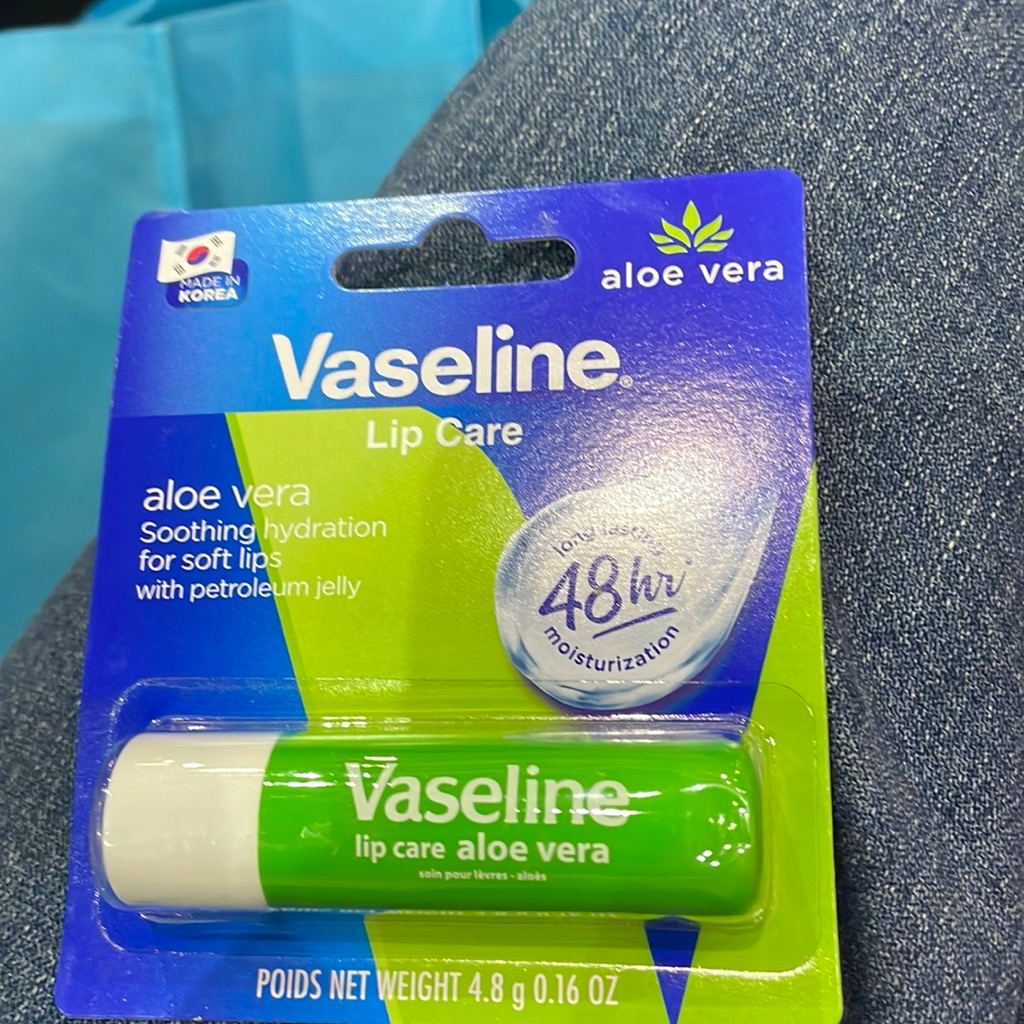 MADE IN
KOREA
aloe vera
Vaseline®
Lip Care
aloe vera
Soothing hydration
for soft lips
with petroleum jelly
long lasting
48hr*
moisturization
Vaseline
lip care aloe vera
soin pour lèvres - aloès
POIDS NET WEIGHT 4.8 g 0.16 OZ